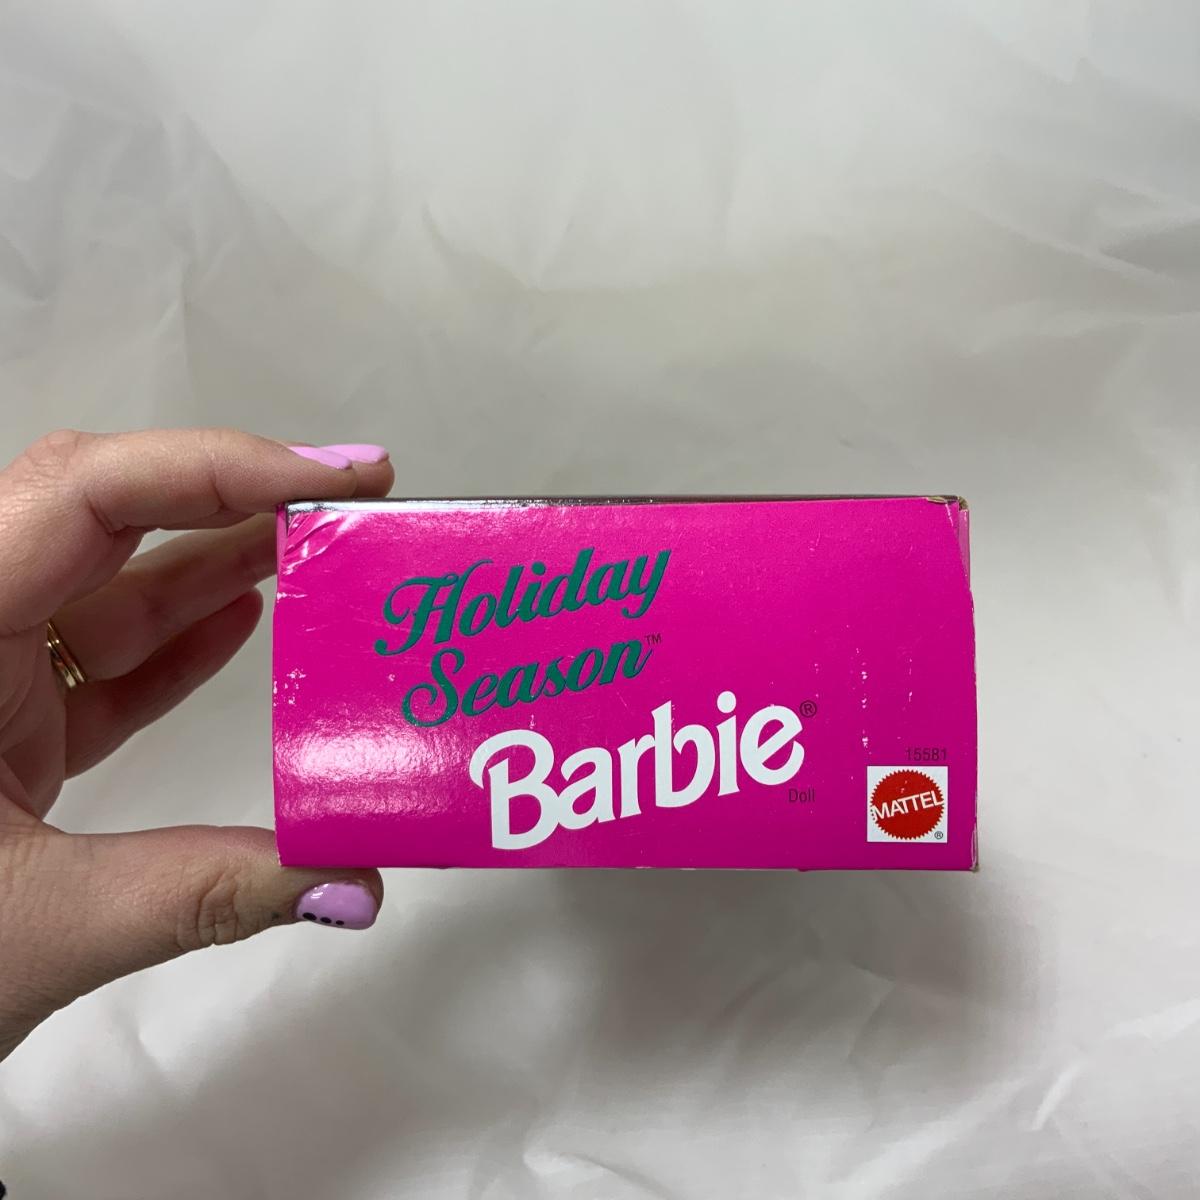 Holiday
Season™
Barbie®
Doll
15581
MATTEL
®